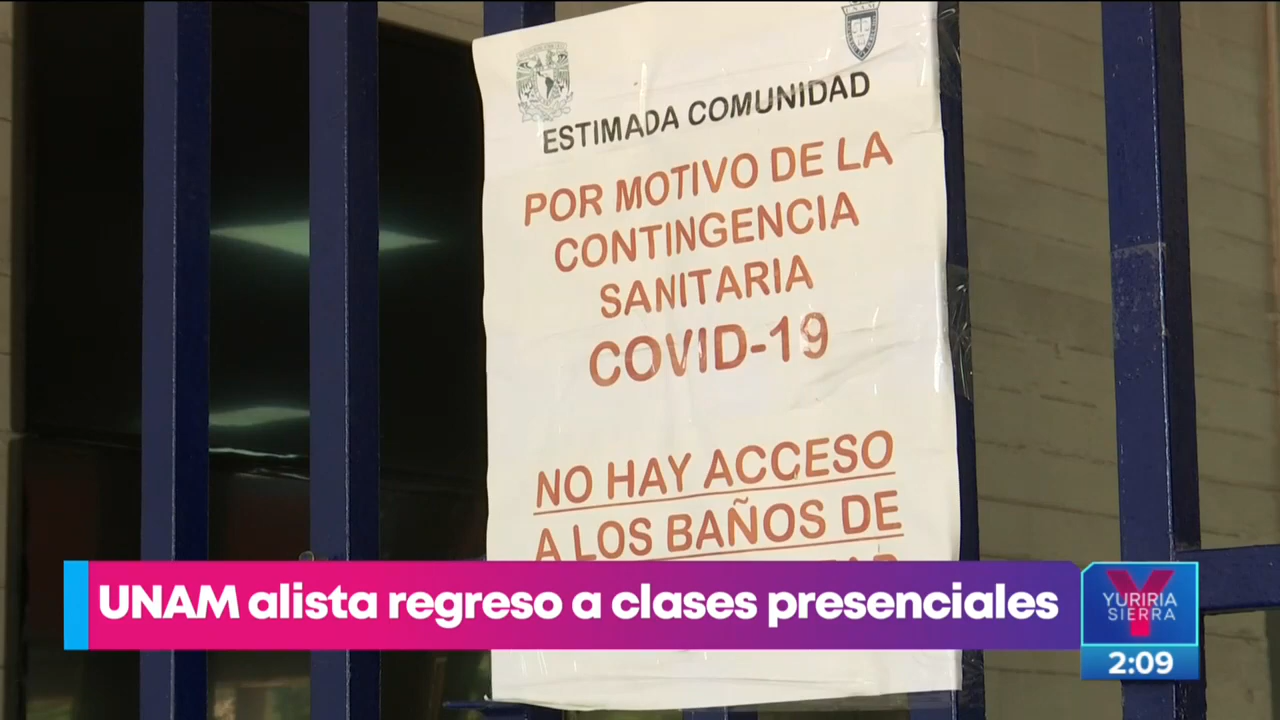 UNAM
ESTIMADA COMUNIDAD
POR MOTIVO DE LA
CONTINGENCIA
SANITARIA
COVID-19
NO HAY ACCESO
A LOS BAÑOS DE
UNAM alista regreso a clases presenciales
YURIRIA
SIERRA
2:09